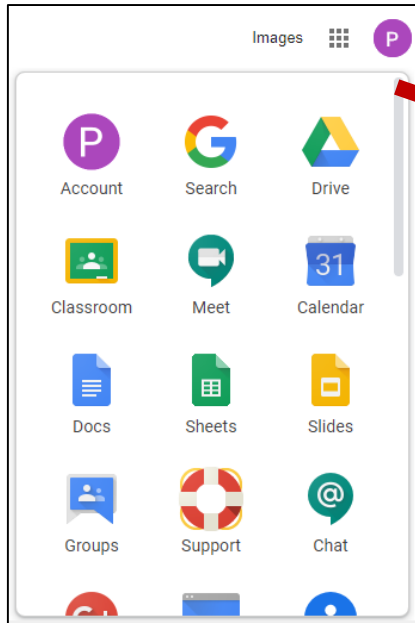 Images P
P
Account Search Drive
31
Classroom Meet Calendar
Docs Sheets Slides
@
Groups Support Chat
G+